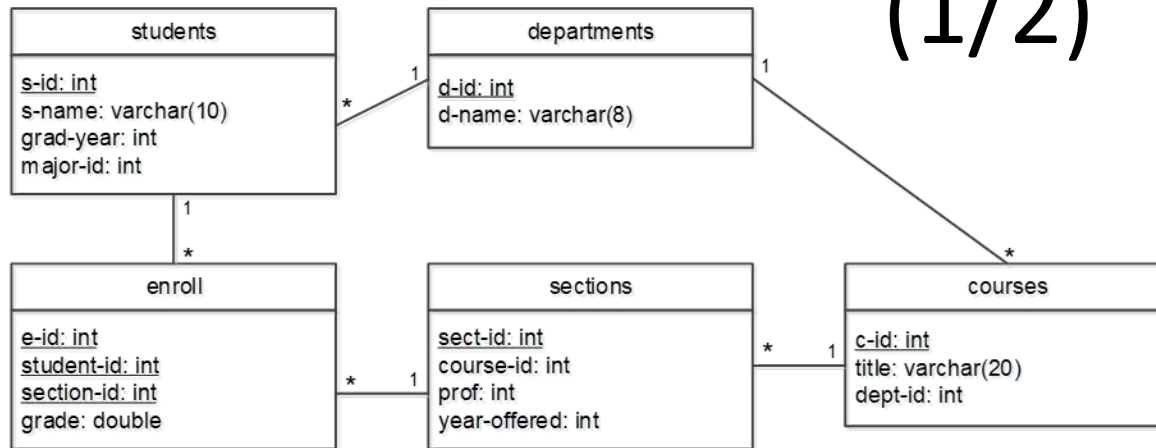 (1/2)
students
s-id: int
s-name: varchar(10)
grad-year: int
major-id: int
departments
d-id: int
d-name: varchar(8)
1
*
1
1
*
*
enroll
e-id: int
student-id: int
section-id: int
grade: double
*
1
sections
sect-id: int
course-id: int
prof: int
year-offered: int
*
1
courses
c-id: int
title: varchar(20)
dept-id: int